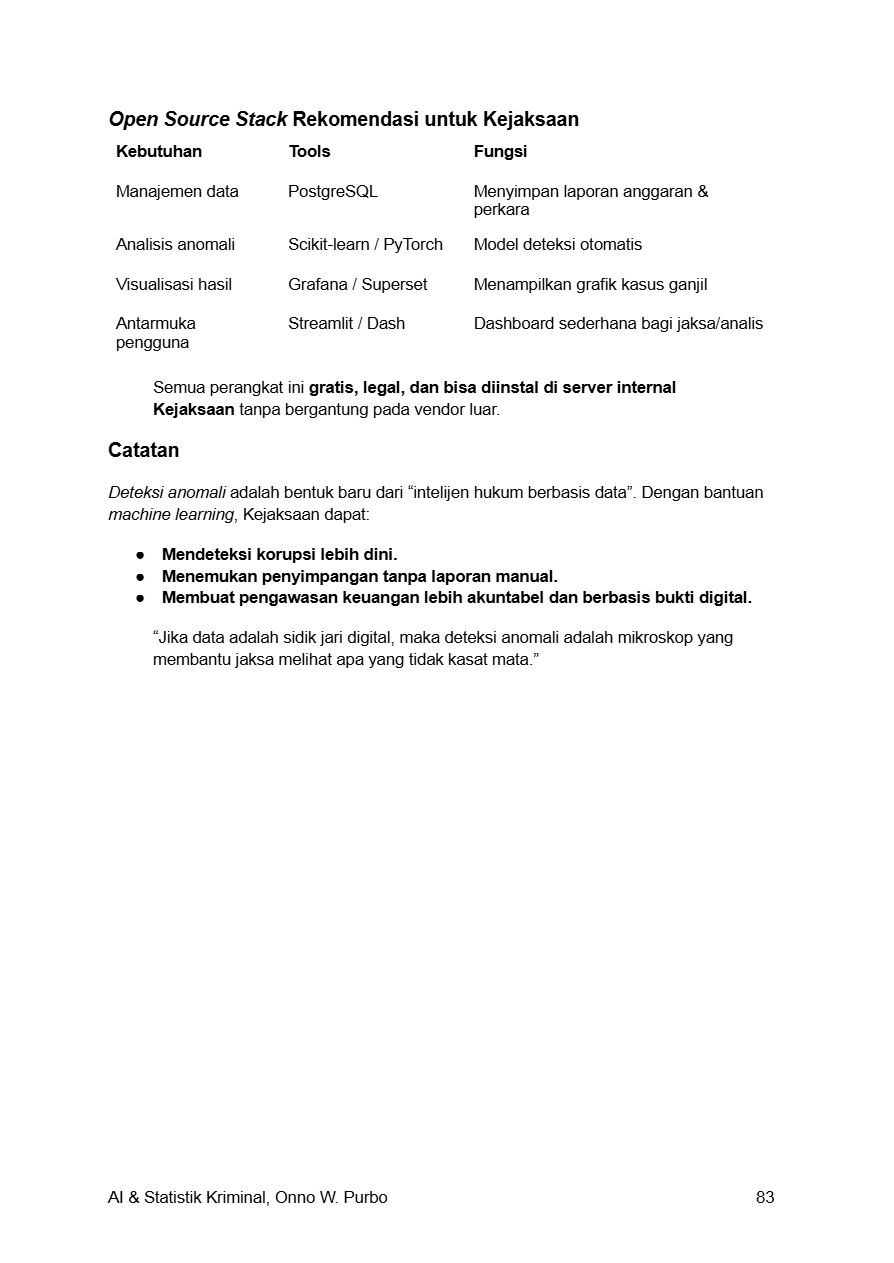 Open Source Stack Rekomendasi untuk Kejaksaan
Kebutuhan Tools Fungsi
Manajemen data PostgreSQL Menyimpan laporan anggaran &
perkara
Analisis anomali Scikit-learn / PyTorch Model deteksi otomatis
Visualisasi hasil Grafana / Superset Menampilkan grafik kasus ganjil
Antarmuka Streamlit / Dash Dashboard sederhana bagi jaksa/analis
pengguna
Semua perangkat ini gratis, legal, dan bisa diinstal di server internal
Kejaksaan tanpa bergantung pada vendor luar.
Catatan
Deteksi anomali adalah bentuk baru dari “intelijen hukum berbasis data”. Dengan bantuan
machine learning, Kejaksaan dapat:
● Mendeteksi korupsi lebih dini.
● Menemukan penyimpangan tanpa laporan manual.
● Membuat pengawasan keuangan lebih akuntabel dan berbasis bukti digital.
“Jika data adalah sidik jari digital, maka deteksi anomali adalah mikroskop yang
membantu jaksa melihat apa yang tidak kasat mata.”
AI & Statistik Kriminal, Onno W. Purbo 83